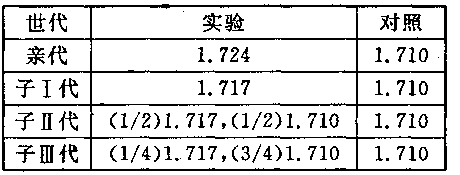 世代 实验 对照
亲代 1.724 1.710
子Ⅰ代 1.717 1.710
子Ⅱ代 (1/2)1.717,(1/2)1.710 1.710
子Ⅲ代 (1/4)1.717,(3/4)1.710 1.710